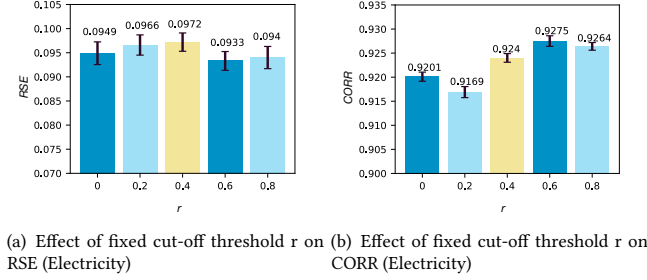 0.105
0.100
0.095
0.090
0.085
0.080
0.075
0.070
RSE
0.0949
0.0966
0.0972
0.0933
0.094
0 0.2 0.4 0.6 0.8
r
0.935
0.930
0.925
0.920
0.915
0.910
0.905
0.900
CORR
0.9201
0.9169
0.924
0.9275
0.9264
0 0.2 0.4 0.6 0.8
r
(a) Effect of fixed cut-off threshold r on
RSE (Electricity)
(b) Effect of fixed cut-off threshold r on
CORR (Electricity)